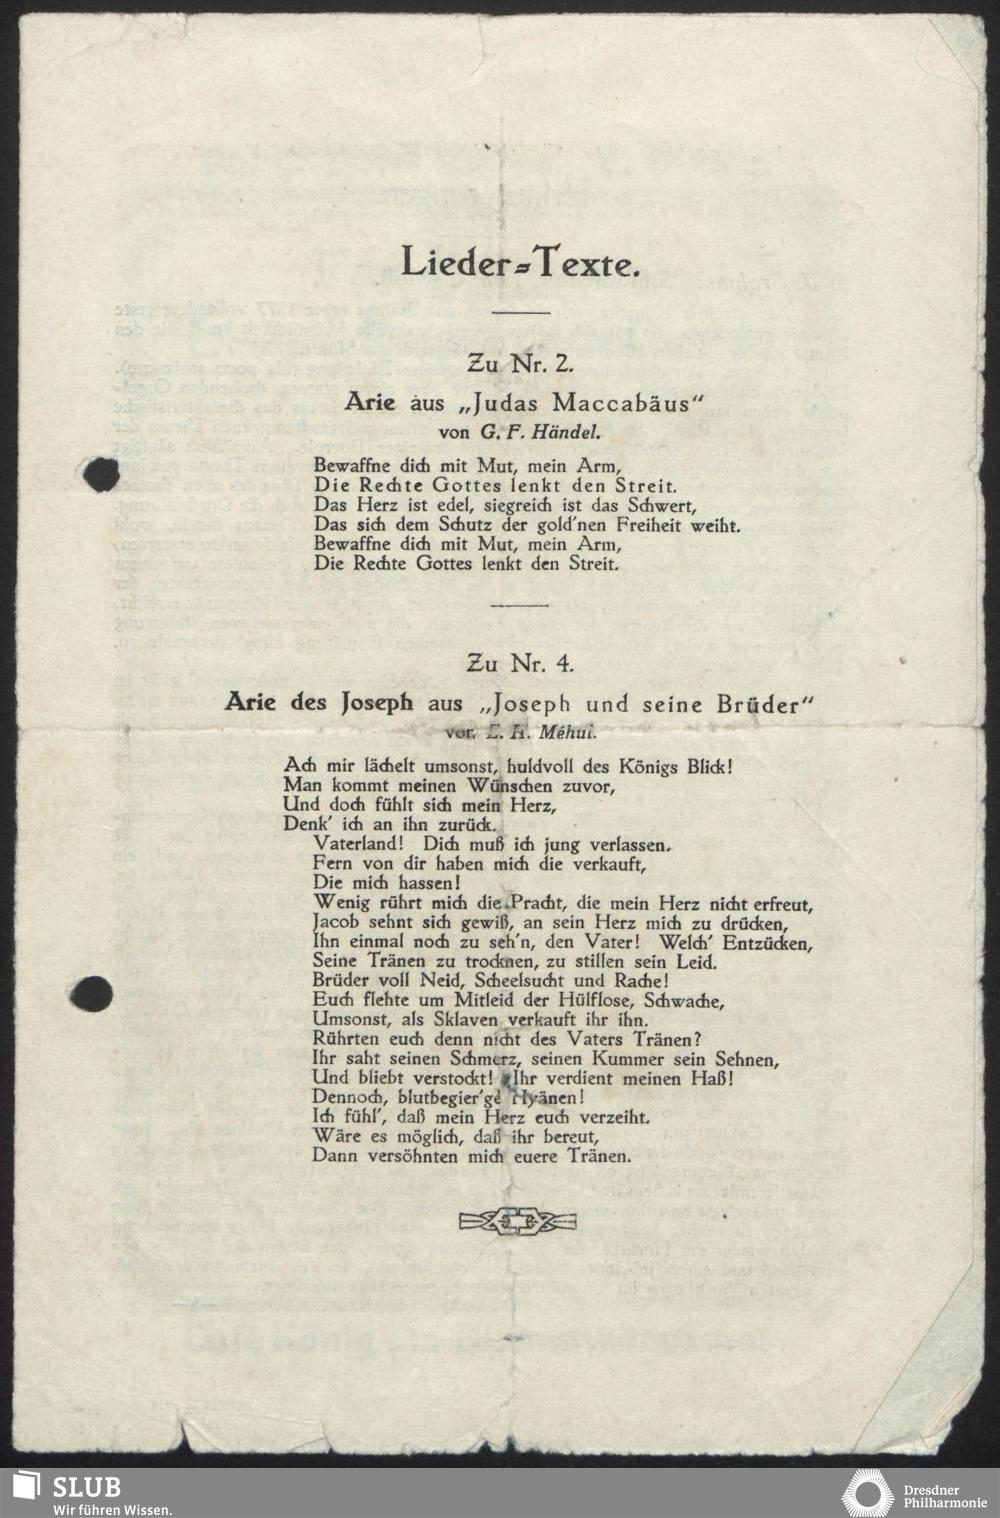 Lieder=Texte.
Zu Nr. 2.
Arie aus „Judas Maccabäus“
von G. F. Händel.
Bewaffne dich mit Mut, mein Arm,
Die Rechte Gottes lenkt den Streit.
Das Herz ist edel, siegreich ist das Schwert,
Das sich dem Schutz der gold'nen Freiheit weiht.
Bewaffne dich mit Mut, mein Arm,
Die Rechte Gottes lenkt den Streit.
Zu Nr. 4.
Arie des Joseph aus „Joseph und seine Brüder“
von E. H. Méhul.
Ach mir lächelt umsonst, huldvoll des Königs Blick!
Man kommt meinen Wünschen zuvor,
Und doch fühlt sich mein Herz,
Denk' ich an ihn zurück.
Vaterland! Dich muß ich jung verlassen,
Fern von dir haben mich die verkauft,
Die mich hassen!
Wenig rührt mich die Pracht, die mein Herz nicht erfreut,
Jacob sehnt sich gewiß, an sein Herz mich zu drücken,
Ihn einmal noch zu seh'n, den Vater! Welch' Entzücken,
Seine Tränen zu trocknen, zu stillen sein Leid.
Brüder voll Neid, Scheelsucht und Rache!
Euch flehte um Mitleid der Hülflose, Schwache,
Umsonst, als Sklaven verkauft ihr ihn.
Rührten euch denn nicht des Vaters Tränen?
Ihr saht seinen Schmerz, seinen Kummer sein Sehnen,
Und bliebt verstockt! Ihr verdient meinen Haß!
Dennoch, blutbegier'ge Hyänen!
Ich fühl', daß mein Herz euch verzeiht.
Wäre es möglich, daß ihr bereut,
Dann versöhnten mich euere Tränen.
SLUB
Wir führen Wissen.
Dresdner
Philharmonie